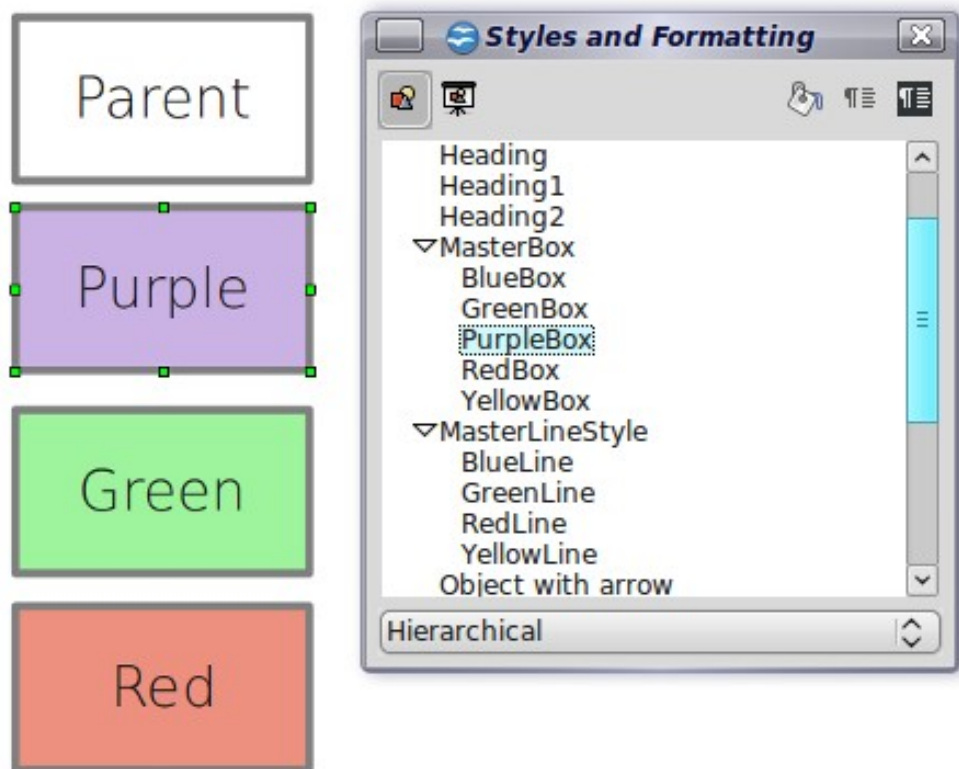 Parent
Purple
Green
Red
Styles and Formatting
Heading
Heading1
Heading2
MasterBox
BlueBox
GreenBox
PurpleBox
RedBox
YellowBox
MasterLineStyle
BlueLine
GreenLine
RedLine
YellowLine
Object with arrow
Hierarchical